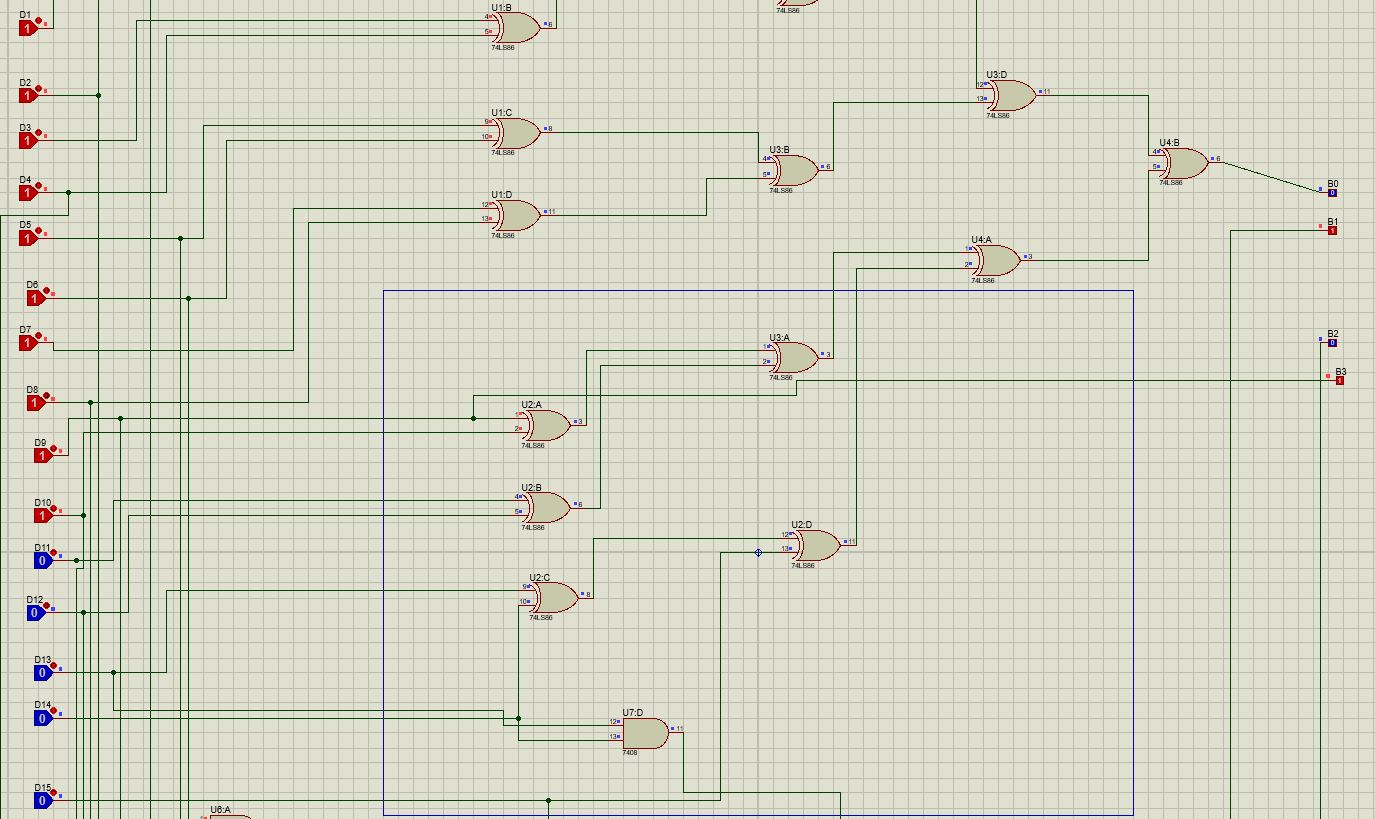 D1
1
U1:B
4
5
6
74LS86
74LS86
D2
1
U3:D
12
13
11
74LS86
D3
1
U1:C
9
10
8
74LS86
U3:B
4
5
6
74LS86
U4:B
4
5
6
74LS86
D4
1
B0
0
U1:D
12
13
11
74LS86
D5
1
B1
1
U4:A
1
2
3
74LS86
D6
1
D7
1
U3:A
1
2
3
74LS86
B2
0
B3
1
D8
1
U2:A
1
2
3
74LS86
D9
1
U2:B
4
5
6
74LS86
D10
1
U2:D
12
13
11
74LS86
D11
0
U2:C
9
10
8
74LS86
D12
0
D13
0
D14
0
U7:D
12
13
11
7408
D15
0
U6:A